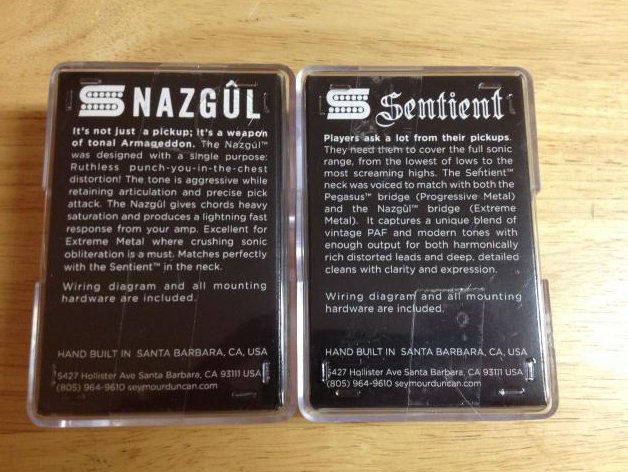 NAZGÛL
It's not just a pickup; it's a weapon
of tonal Armageddon. The Nazgûl™
was designed with a single purpose:
Ruthless punch-you-in-the-chest
distortion! The tone is aggressive while
retaining articulation and precise pick
attack. The Nazgûl gives chords heavy
saturation and produces a lightning fast
response from your amp. Excellent for
Extreme Metal where crushing sonic
obliteration is a must. Matches perfectly
with the Sentient™ in the neck.
Wiring diagram and all mounting
hardware are included.
HAND BUILT IN SANTA BARBARA, CA, USA
5427 Hollister Ave Santa Barbara, CA 93111 USA
(805) 964-9610 seymourduncan.com
Sentient
Players ask a lot from their pickups.
They need them to cover the full sonic
range, from the lowest of lows to the
most screaming highs. The Sentient™
neck was voiced to match with both the
Pegasus™ bridge (Progressive Metal)
and the Nazgûl™ bridge (Extreme
Metal). It captures a unique blend of
vintage PAF and modern tones with
enough output for both harmonically
rich distorted leads and deep, detailed
cleans with clarity and expression.
Wiring diagram and all mounting
hardware are included.
HAND BUILT IN SANTA BARBARA, CA, USA
5427 Hollister Ave Santa Barbara, CA 93111 USA
(805) 964-9610 seymourduncan.com